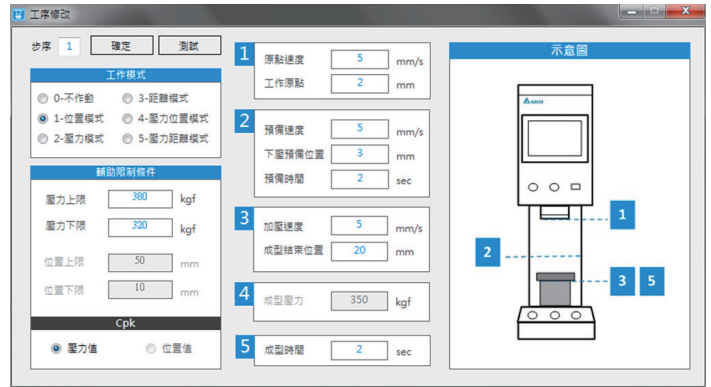 工序修改
步序 1 確定 測試
工作模式
0-不作動 3-距離模式
1-位置模式 4-壓力位置模式
2-壓力模式 5-壓力距離模式
輔助限制條件
壓力上限 380 kgf
壓力下限 320 kgf
位置上限 50 mm
位置下限 10 mm
Cpk
壓力值 位置值
1
原點速度 5 mm/s
工作原點 2 mm
2
預備速度 5 mm/s
下壓預備位置 3 mm
預備時間 2 sec
3
加壓速度 5 mm/s
成型結束位置 20 mm
4
成型壓力 350 kgf
5
成型時間 2 sec
示意圖
1
2
3 5